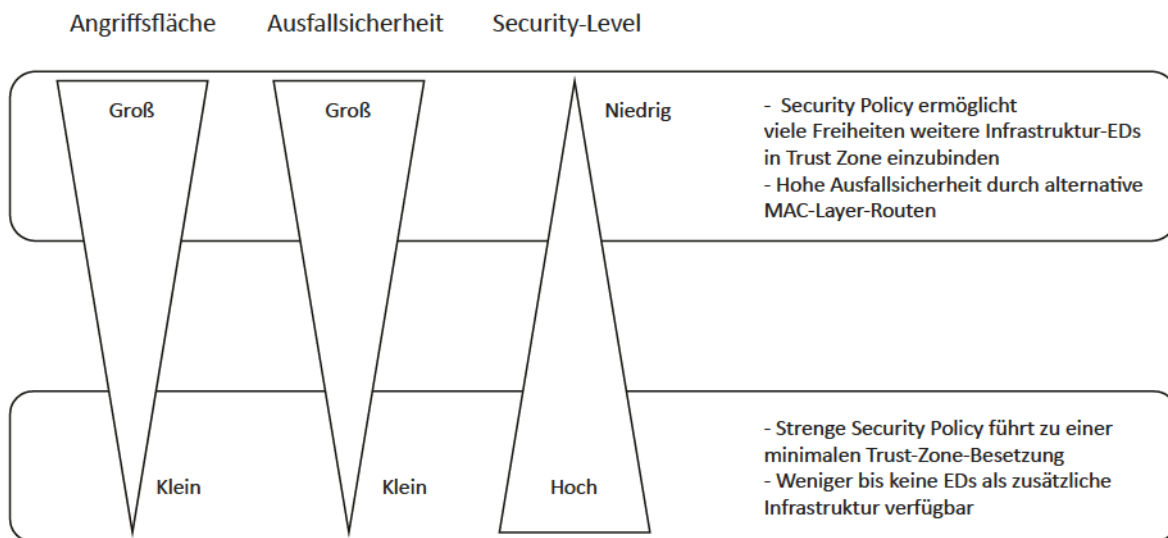 Angriffsfläche Ausfallsicherheit Security-Level
Groß Groß Niedrig
- Security Policy ermöglicht
viele Freiheiten weitere Infrastruktur-EDs
in Trust Zone einzubinden
- Hohe Ausfallsicherheit durch alternative
MAC-Layer-Routen
Klein Klein Hoch
- Strenge Security Policy führt zu einer
minimalen Trust-Zone-Besetzung
- Weniger bis keine EDs als zusätzliche
Infrastruktur verfügbar